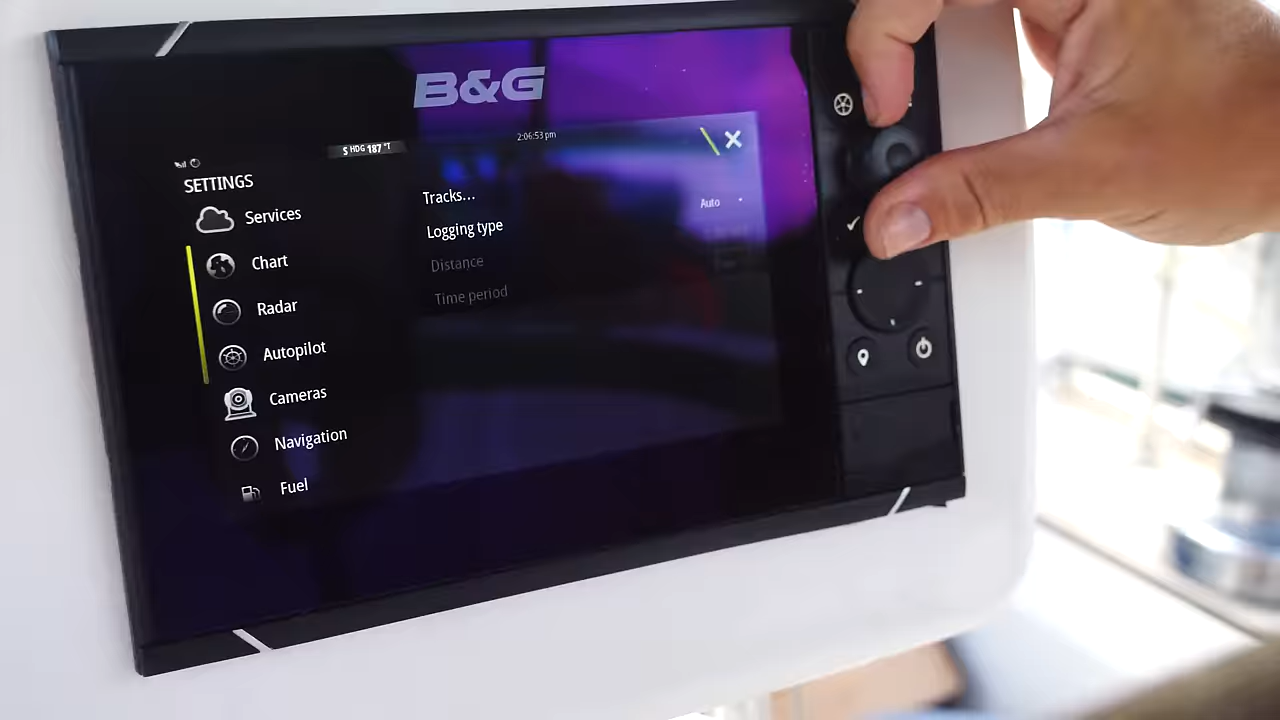 B&G
2:06:53 pm
S HDG 187 °T
SETTINGS
Services
Chart
Radar
Autopilot
Cameras
Navigation
Fuel
Tracks...
Logging type
Auto
Distance
Time period